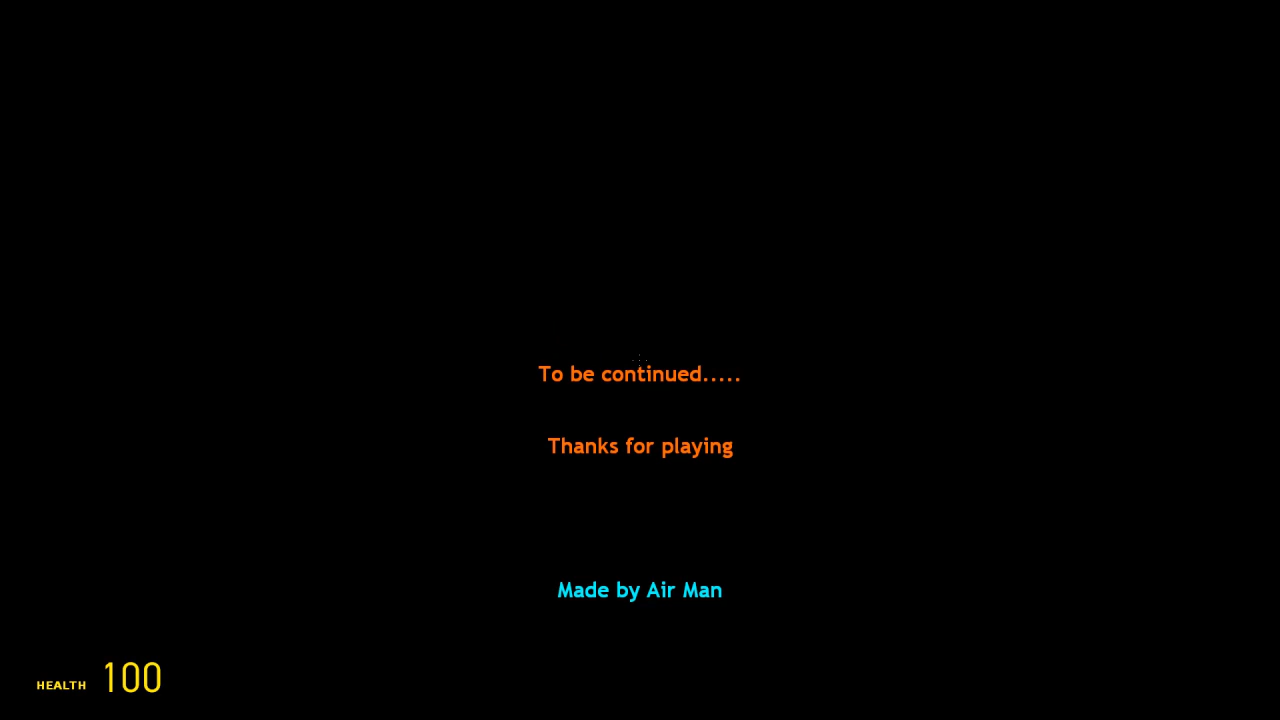 To be continued.....
Thanks for playing
Made by Air Man
HEALTH 100